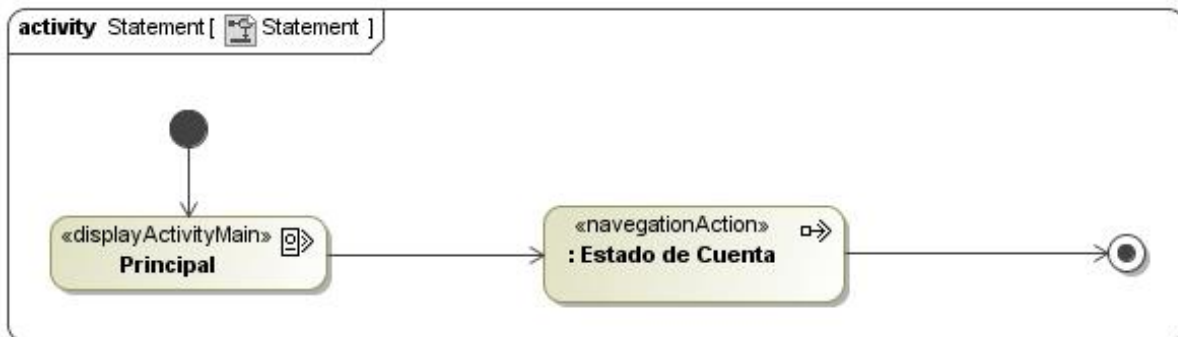 activity Statement [ Statement ]
«displayActivityMain»
Principal
«navegationAction»
: Estado de Cuenta